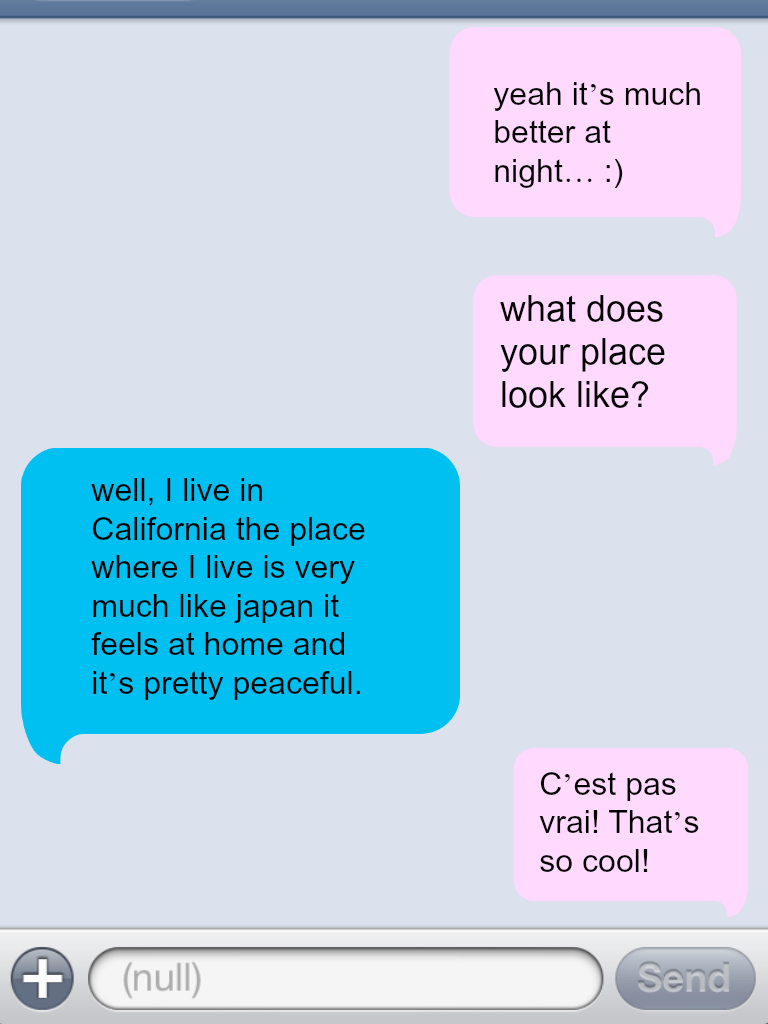 yeah it’s much
better at
night… :)
what does
your place
look like?
well, I live in
California the place
where I live is very
much like japan it
feels at home and
it’s pretty peaceful.
C’est pas
vrai! That’s
so cool!
(null)
Send